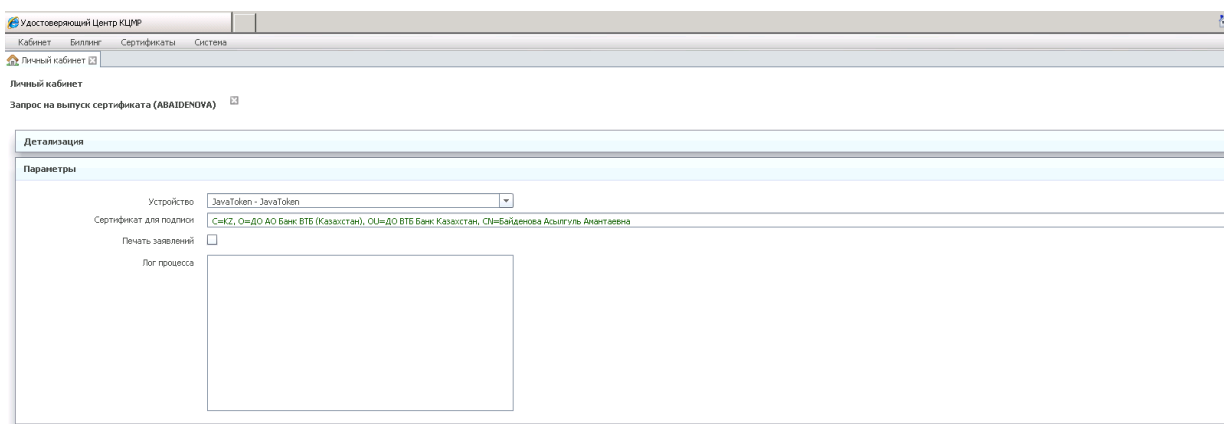 Удостоверяющий Центр КЦМР
Кабинет Биллинг Сертификаты Система
Личный кабинет
Личный кабинет
Запрос на выпуск сертификата (ABAIDENOVA)
Детализация
Параметры
Устройство JavaToken - JavaToken
Сертификат для подписи C=KZ, O=ДО АО Банк ВТБ (Казахстан), OU=ДО ВТБ Банк Казахстан, CN=Байденова Асылгуль Амантаевна
Печать заявлений
Лог процесса